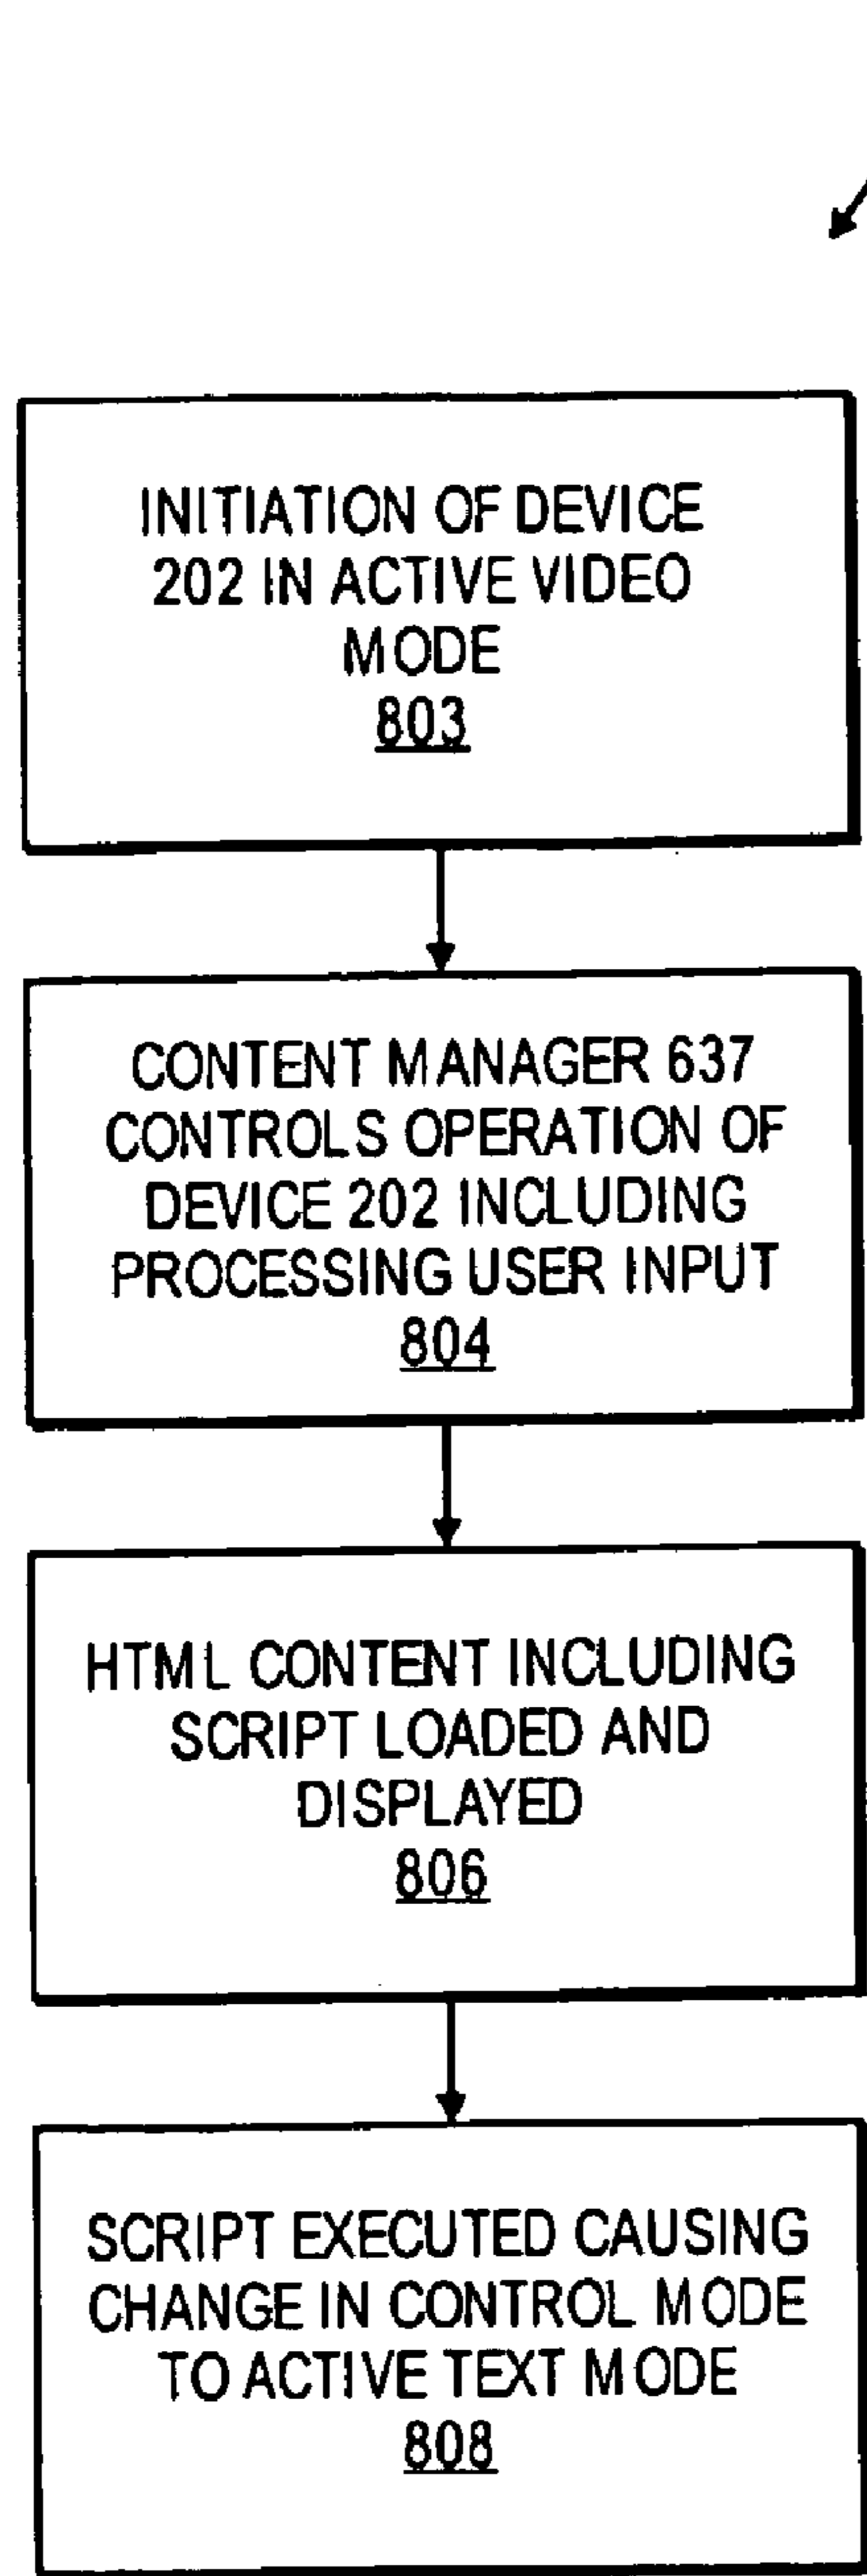 INITIATION OF DEVICE
202 IN ACTIVE VIDEO
MODE
803
CONTENT MANAGER 637
CONTROLS OPERATION OF
DEVICE 202 INCLUDING
PROCESSING USER INPUT
804
HTML CONTENT INCLUDING
SCRIPT LOADED AND
DISPLAYED
806
SCRIPT EXECUTED CAUSING
CHANGE IN CONTROL MODE
TO ACTIVE TEXT MODE
808